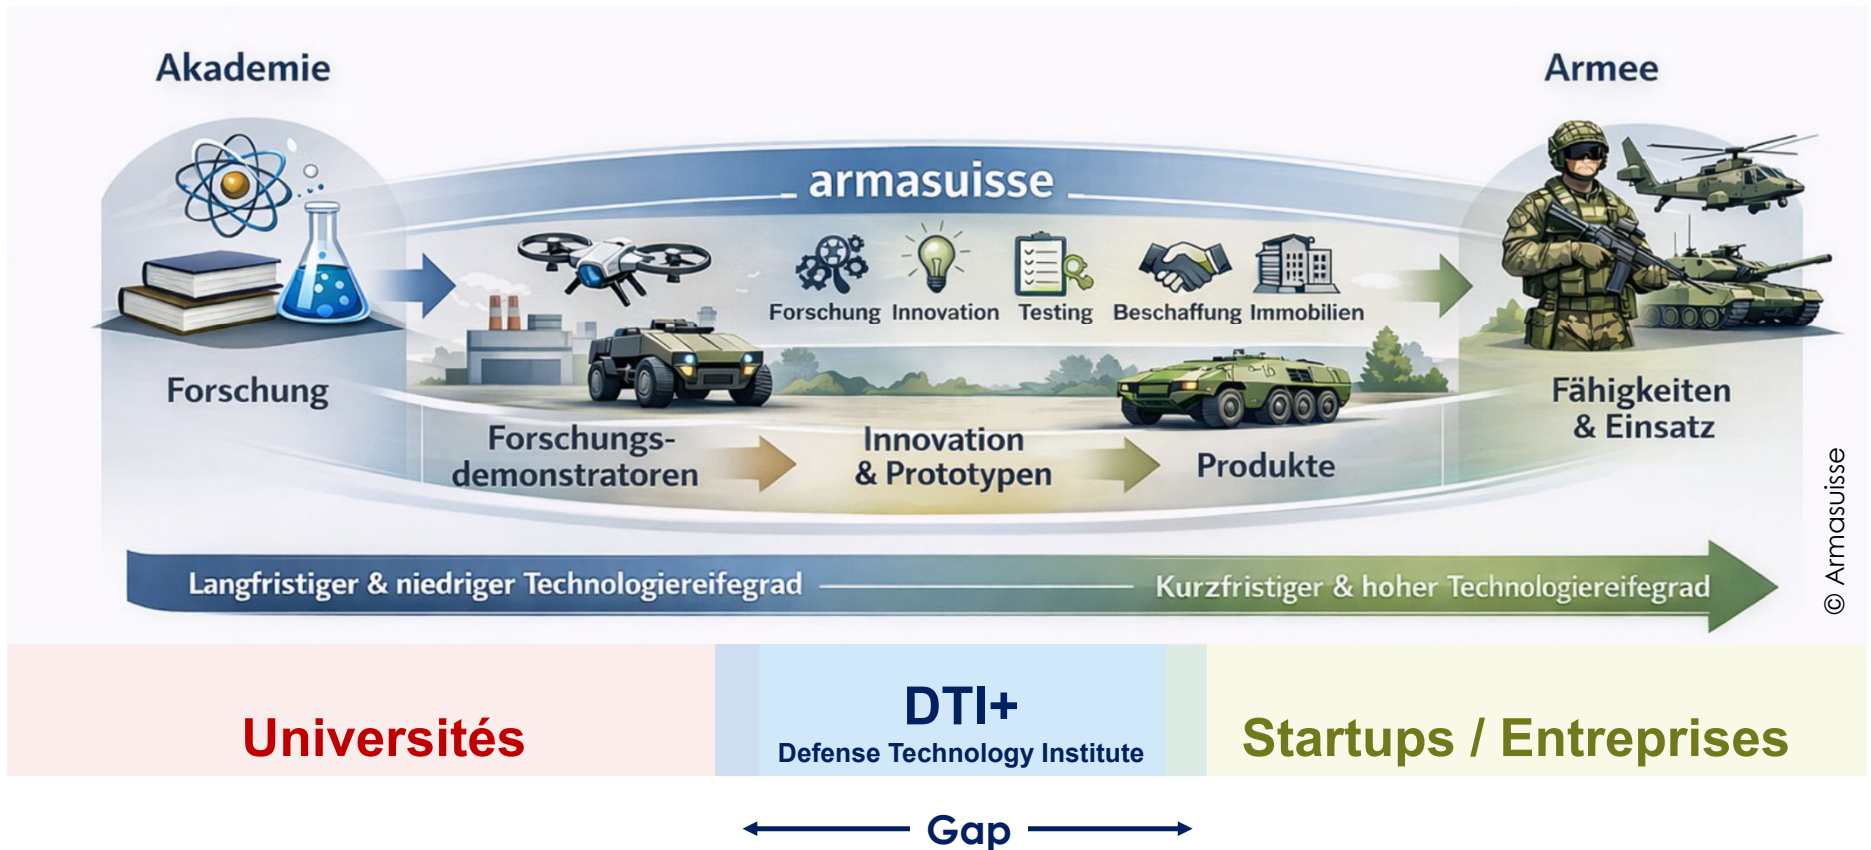 Akademie
Armee
armasuisse
Forschung Innovation Testing Beschaffung Immobilien
Forschung
Fähigkeiten
& Einsatz
Forschungs-
demonstratoren
Innovation
& Prototypen
Produkte
© Armasuisse
Langfristiger & niedriger Technologiereifegrad
Kurzfristiger & hoher Technologiereifegrad
Universités
DTI+
Defense Technology Institute
Startups / Entreprises
Gap